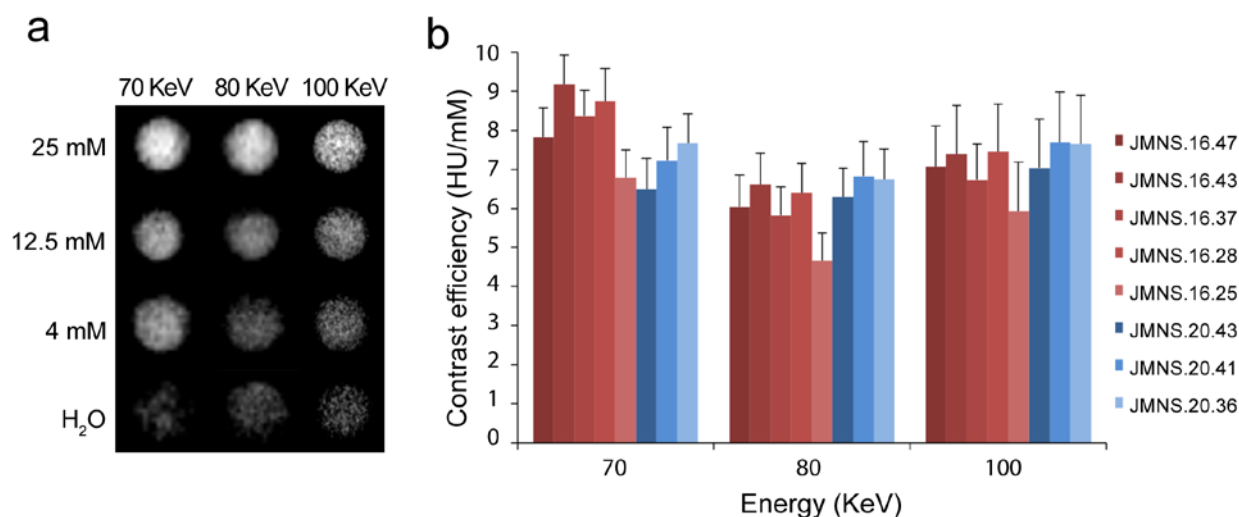 a
70 KeV 80 KeV 100 KeV
25 mM
12.5 mM
4 mM
H₂O
b
Contrast efficiency (HU/mM)
10
9
8
7
6
5
4
3
2
1
0
70 80 100
Energy (KeV)
JMNS.16.47
JMNS.16.43
JMNS.16.37
JMNS.16.28
JMNS.16.25
JMNS.20.43
JMNS.20.41
JMNS.20.36